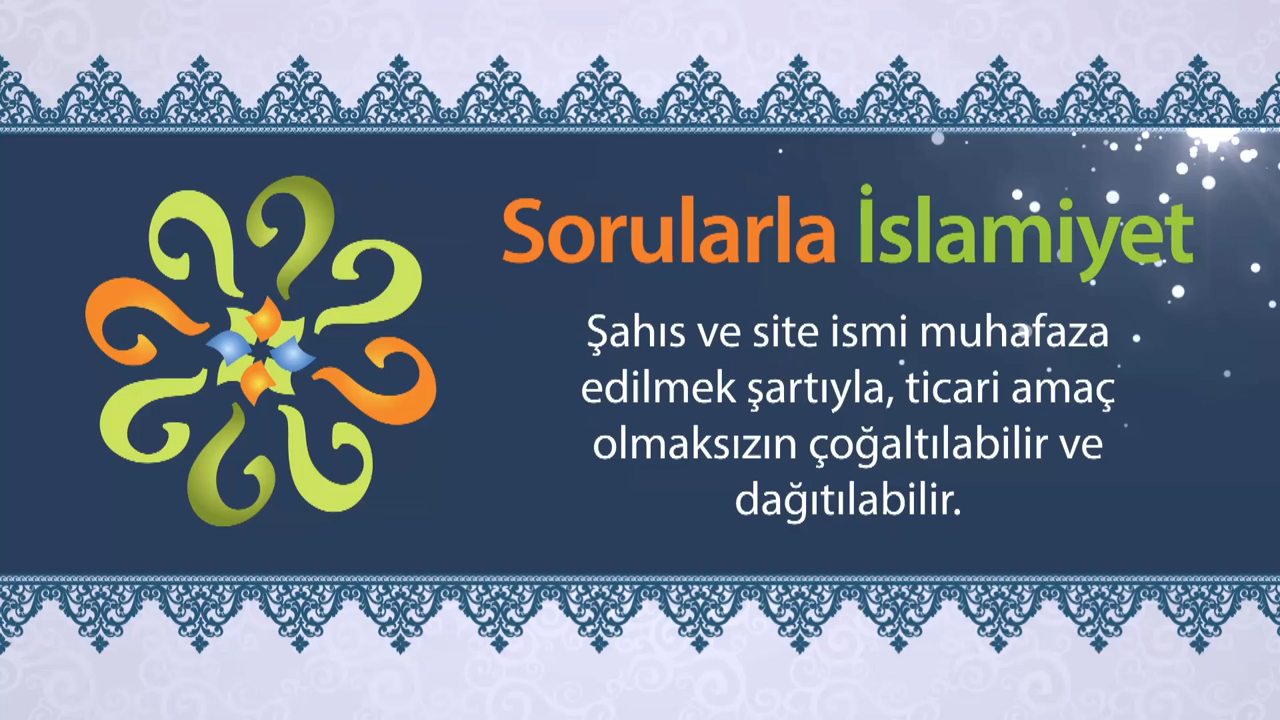 Sorularla İslamiyet
Şahıs ve site ismi muhafaza
edilmek şartıyla, ticari amaç
olmaksızın çoğaltılabilir ve
dağıtılabilir.